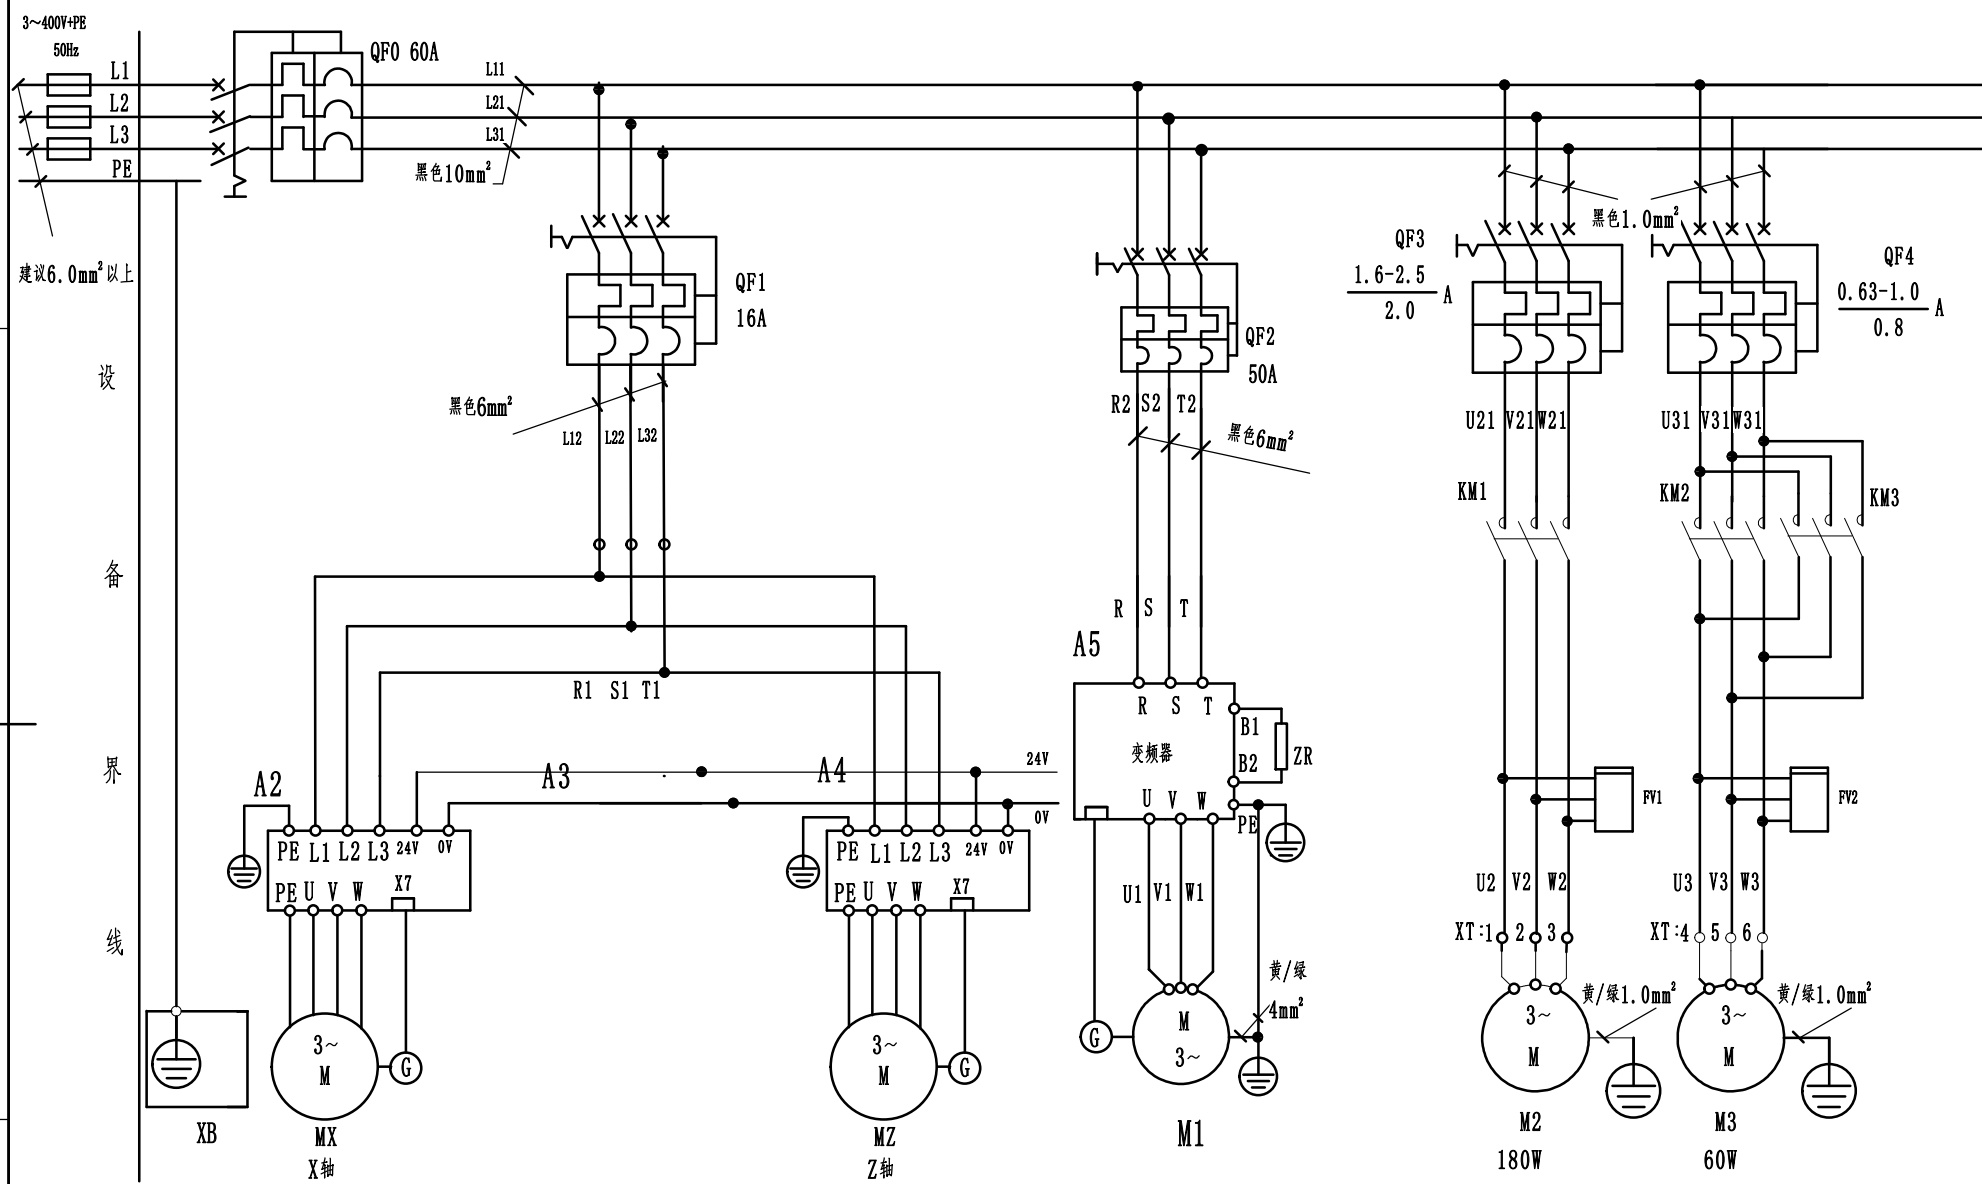 3~400V+PE
50Hz
L1
L2
L3
PE
QF0 60A
L11
L21
L31
黑色10mm²
建议6.0mm²以上
设
备
界
线
QF1
16A
黑色6mm²
L12 L22 L32
R1 S1 T1
QF2
50A
R2 S2 T2
黑色6mm²
R S T
A5
R S T
变频器
B1
B2
ZR
U V W
PE
U1 V1 W1
黄/绿
4mm²
G
M
3~
M1
黑色1.0mm²
QF3
1.6-2.5
2.0
A
QF4
0.63-1.0
0.8
A
U21 V21 W21
U31 V31 W31
KM1
KM2
KM3
FV1
FV2
U2 V2 W2
U3 V3 W3
XT:1 2 3
XT:4 5 6
黄/绿1.0mm²
黄/绿1.0mm²
3~
M
3~
M
M2
180W
M3
60W
A2
A3
A4
24V
0V
PE L1 L2 L3 24V 0V
PE U V W X7
PE L1 L2 L3 24V 0V
PE U V W X7
3~
M
G
3~
M
G
XB
MX
X轴
MZ
Z轴